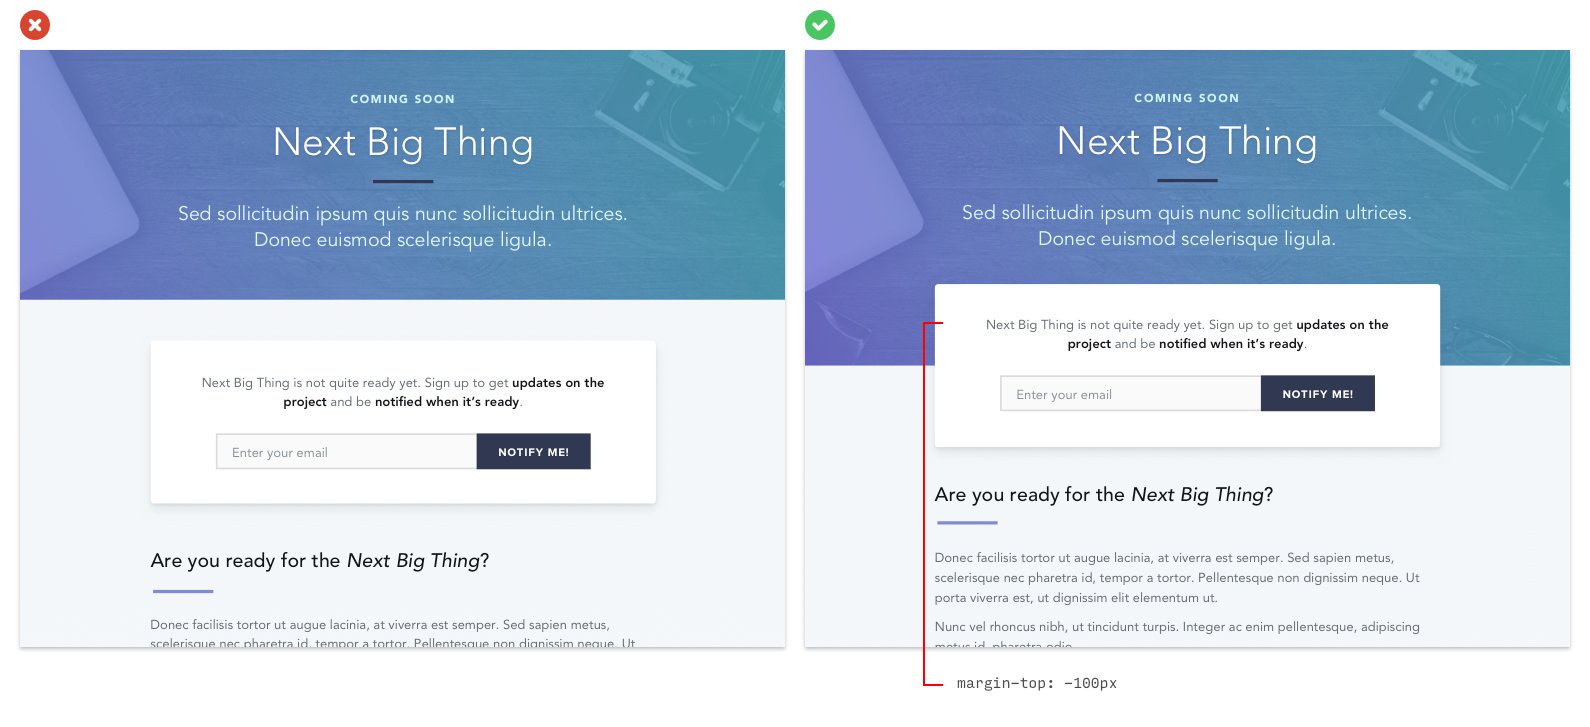 COMING SOON
Next Big Thing
Sed sollicitudin ipsum quis nunc sollicitudin ultrices.
Donec euismod scelerisque ligula.
Next Big Thing is not quite ready yet. Sign up to get updates on the
project and be notified when it’s ready.
Enter your email
NOTIFY ME!
Are you ready for the Next Big Thing?
Donec facilisis tortor ut augue lacinia, at viverra est semper. Sed sapien metus,
scelerisque nec pharetra id, tempor a tortor. Pellentesque non dignissim neque. Ut
COMING SOON
Next Big Thing
Sed sollicitudin ipsum quis nunc sollicitudin ultrices.
Donec euismod scelerisque ligula.
Next Big Thing is not quite ready yet. Sign up to get updates on the
project and be notified when it’s ready.
Enter your email
NOTIFY ME!
Are you ready for the Next Big Thing?
Donec facilisis tortor ut augue lacinia, at viverra est semper. Sed sapien metus,
scelerisque nec pharetra id, tempor a tortor. Pellentesque non dignissim neque. Ut
porta viverra est, ut dignissim elit elementum ut.
Nunc vel rhoncus nibh, ut tincidunt turpis. Integer ac enim pellentesque, adipiscing
metus id, pharetra odio.
margin-top: -100px